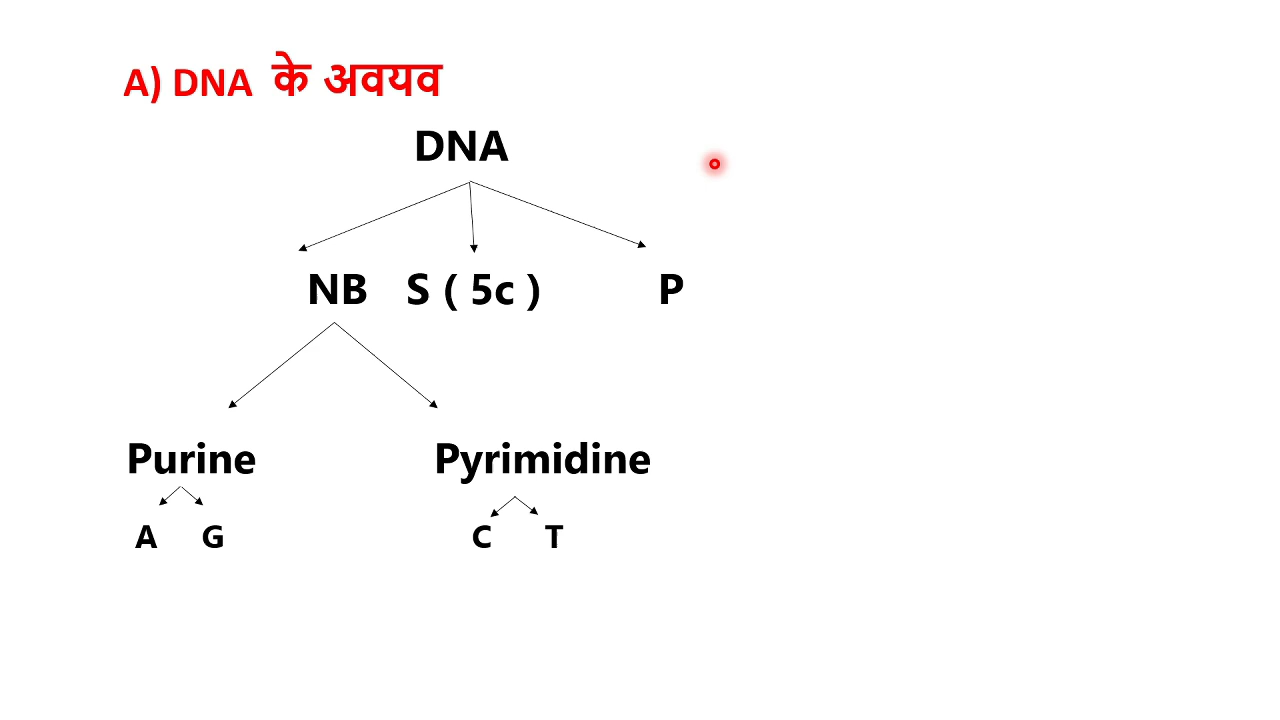 A) DNA के अवयव
DNA
NB S ( 5c ) P
Purine Pyrimidine
A G C T